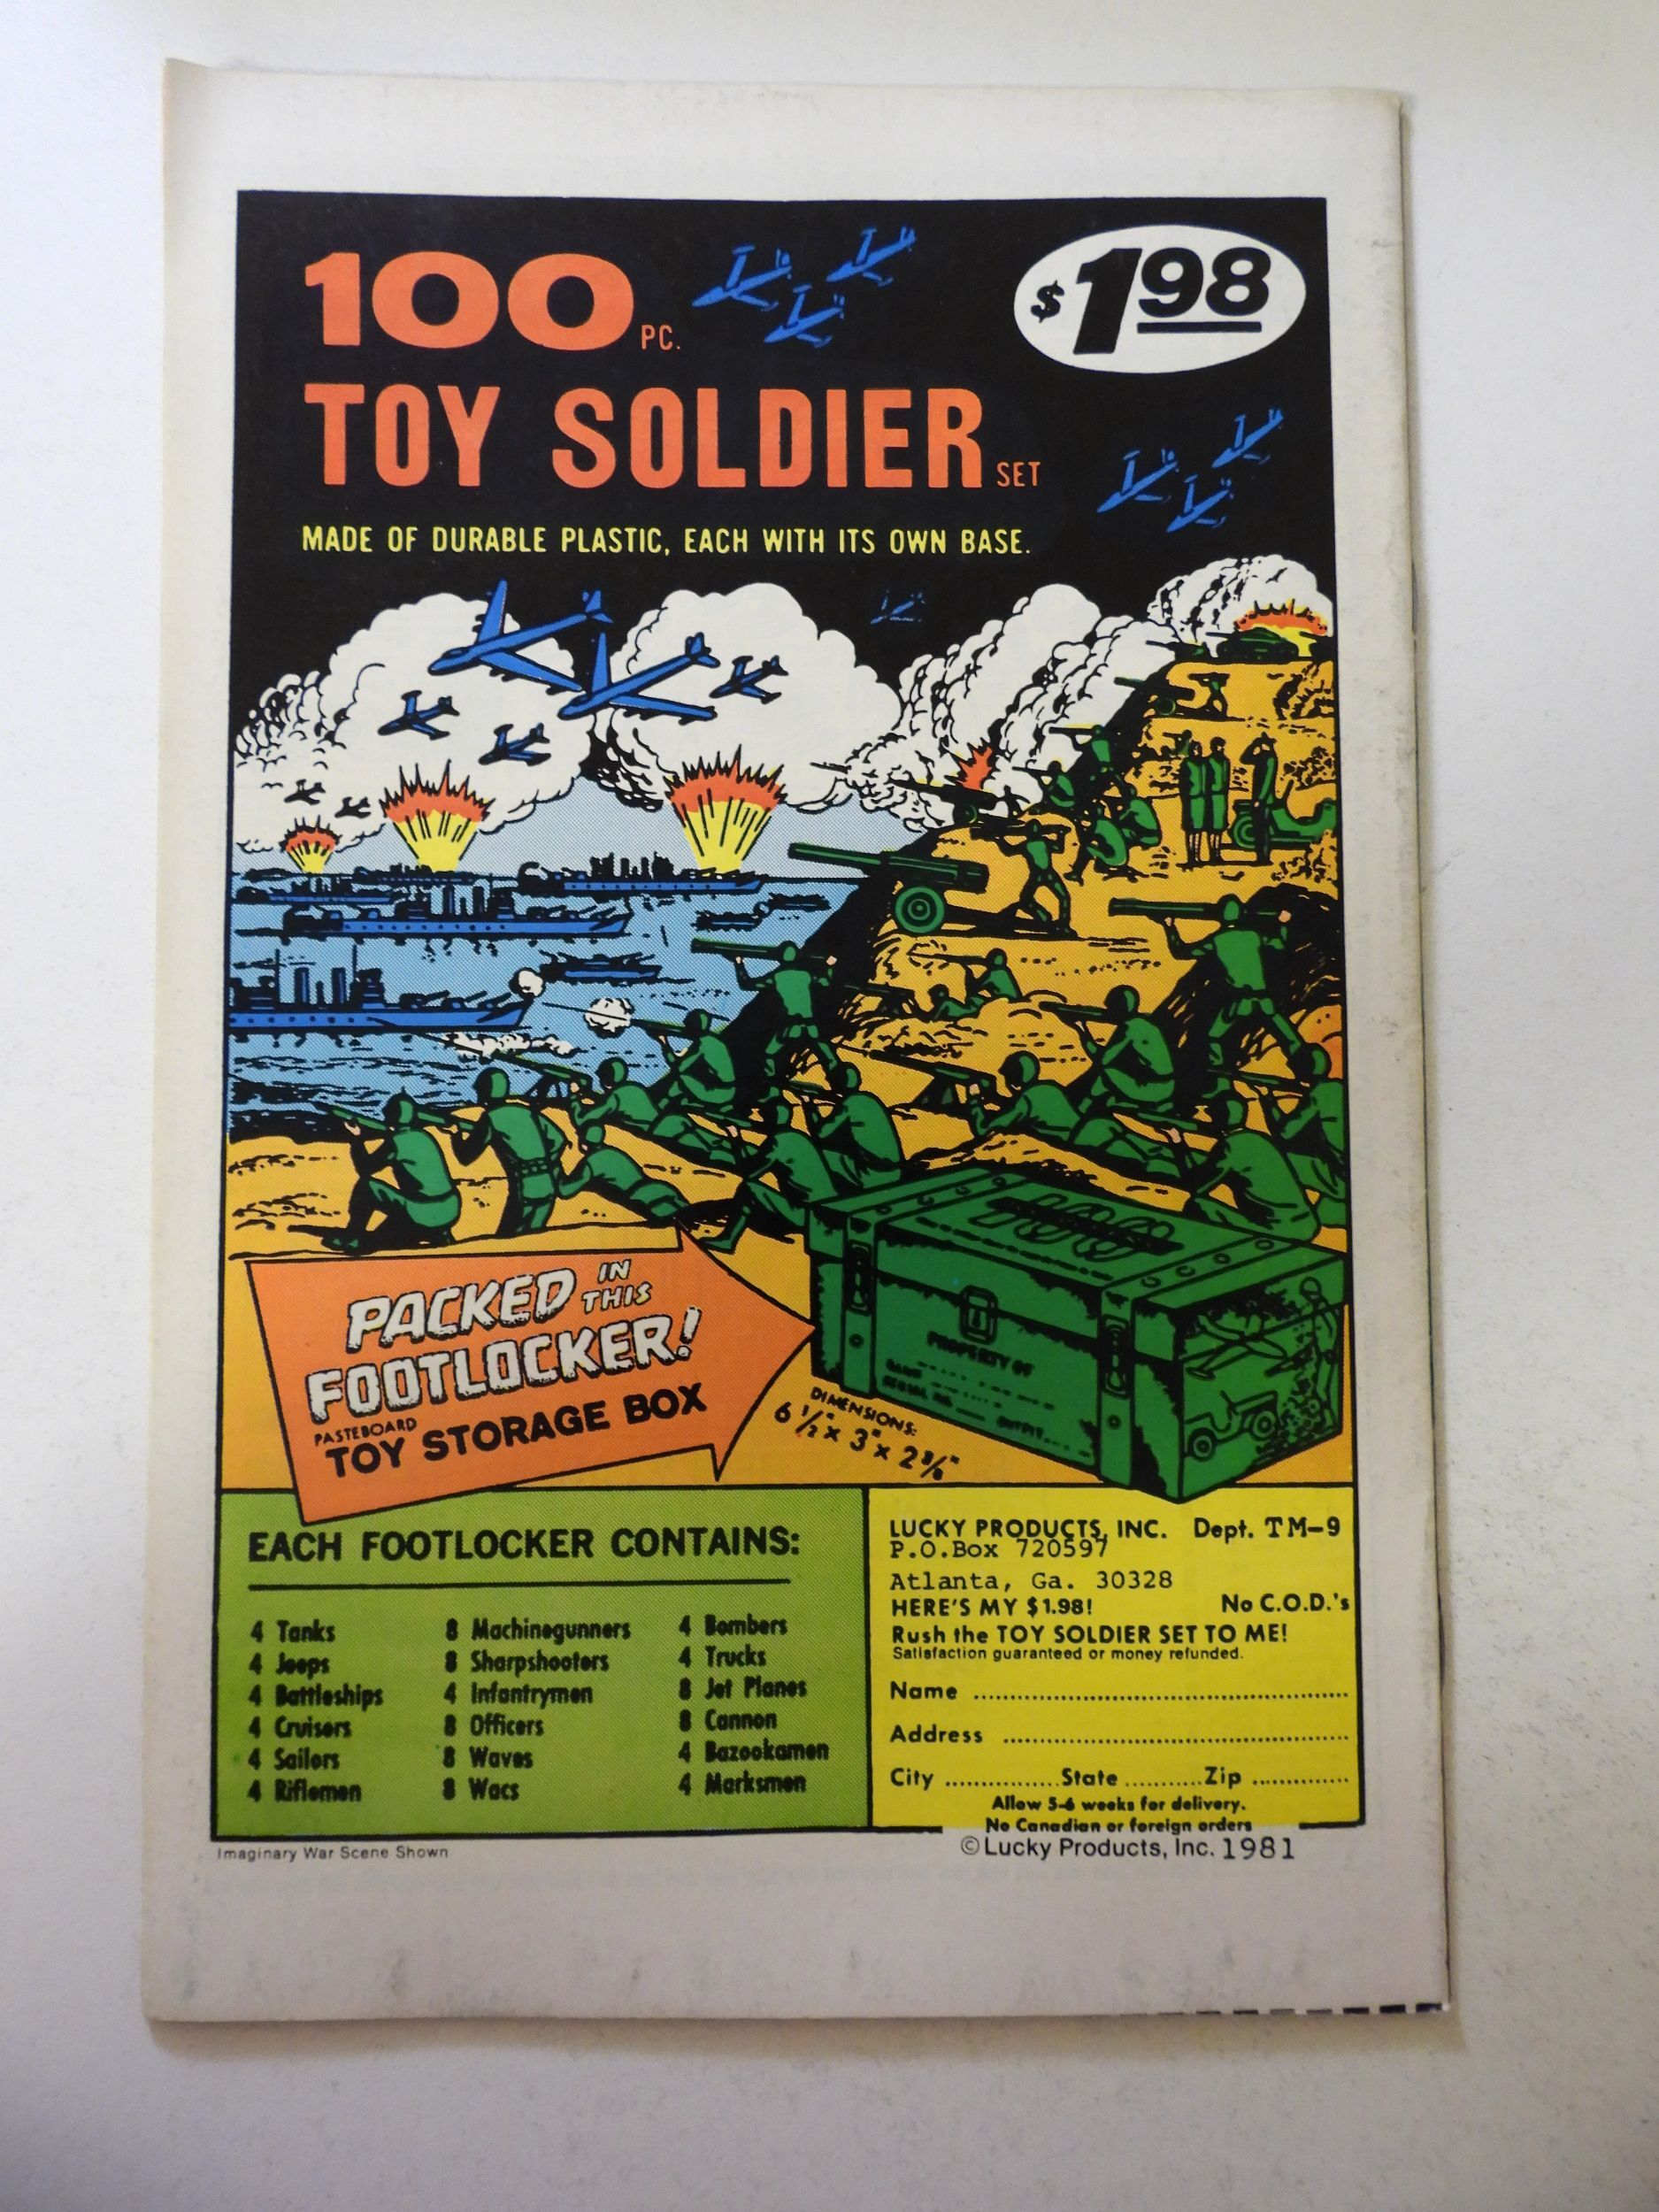 100 PC.
$1.98
TOY SOLDIER SET
MADE OF DURABLE PLASTIC, EACH WITH ITS OWN BASE.
PACKED IN THIS
FOOTLOCKER!
PASTEBOARD
TOY STORAGE BOX
100
PROPERTY OF
SERIAL NO.
DIMENSIONS:
6 1/2" x 3" x 2 3/8"
EACH FOOTLOCKER CONTAINS:
4 Tanks
4 Jeeps
4 Battleships
4 Cruisers
4 Sailors
4 Riflemen
8 Machinegunners
8 Sharpshooters
4 Infantrymen
8 Officers
8 Waves
8 Wacs
4 Bombers
4 Trucks
8 Jet Planes
8 Cannon
4 Bazookamen
4 Marksmen
LUCKY PRODUCTS, INC. Dept. TM-9
P.O.Box 720597
Atlanta, Ga. 30328
HERE'S MY $1.98! No C.O.D.'s
Rush the TOY SOLDIER SET TO ME!
Satisfaction guaranteed or money refunded.
Name
Address
City State Zip
Allow 5-6 weeks for delivery.
No Canadian or foreign orders
Imaginary War Scene Shown
© Lucky Products, Inc. 1981